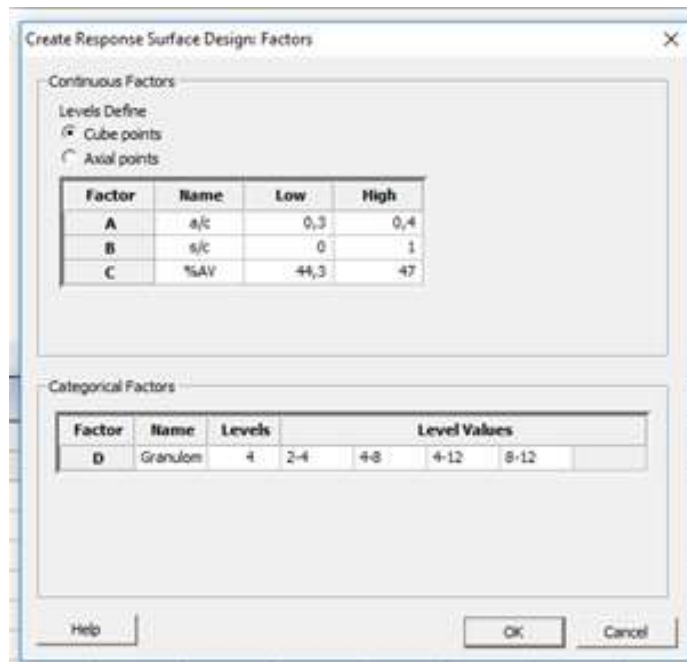 Create Response Surface Design: Factors
Continuous Factors
Levels Define
Cube points
Axial points
Factor Name Low High
A a/c 0,3 0,4
B s/c 0 1
C %AV 44,3 47
Categorical Factors
Factor Name Levels Level Values
D Granulom 4 2-4 4-8 4-12 8-12
Help OK Cancel